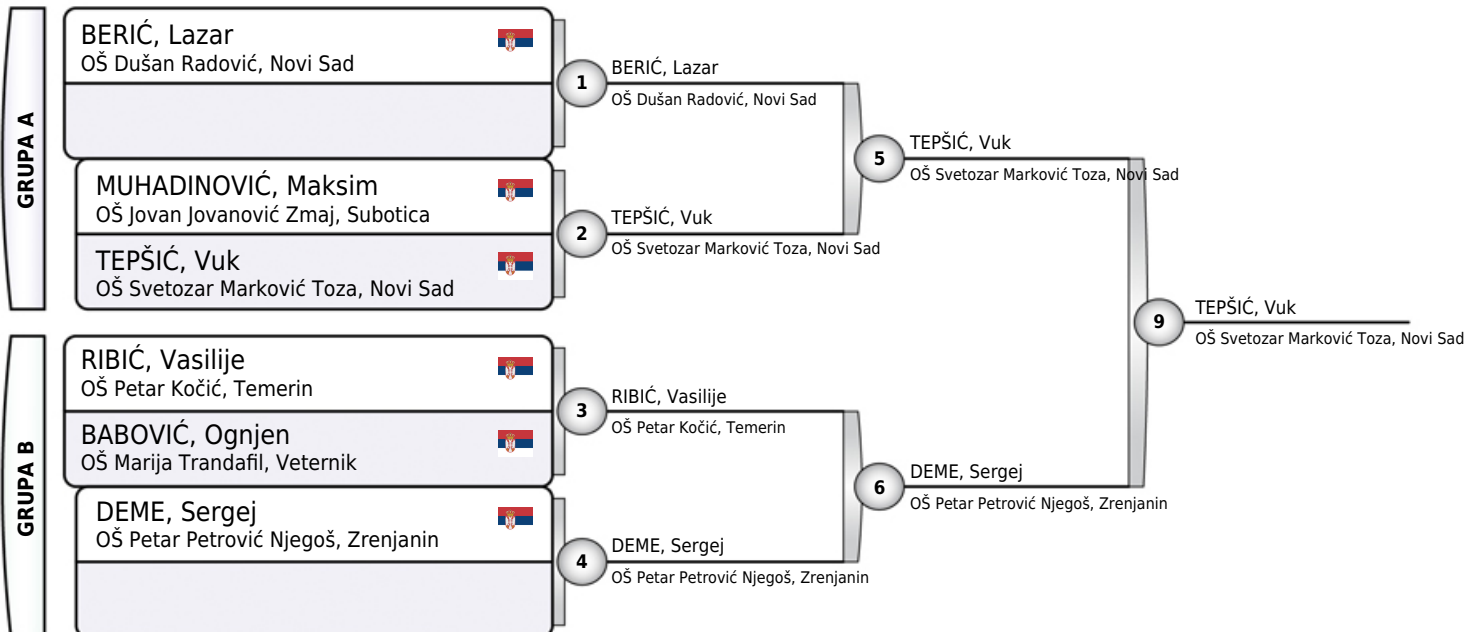 GRUPA A
BERIĆ, Lazar
OŠ Dušan Radović, Novi Sad
MUHADINOVIĆ, Maksim
OŠ Jovan Jovanović Zmaj, Subotica
TEPŠIĆ, Vuk
OŠ Svetozar Marković Toza, Novi Sad
GRUPA B
RIBIĆ, Vasilije
OŠ Petar Kočić, Temerin
BABOVIĆ, Ognjen
OŠ Marija Trandafil, Veternik
DEME, Sergej
OŠ Petar Petrović Njegoš, Zrenjanin
1
BERIĆ, Lazar
OŠ Dušan Radović, Novi Sad
2
TEPŠIĆ, Vuk
OŠ Svetozar Marković Toza, Novi Sad
3
RIBIĆ, Vasilije
OŠ Petar Kočić, Temerin
4
DEME, Sergej
OŠ Petar Petrović Njegoš, Zrenjanin
5
TEPŠIĆ, Vuk
OŠ Svetozar Marković Toza, Novi Sad
6
DEME, Sergej
OŠ Petar Petrović Njegoš, Zrenjanin
9
TEPŠIĆ, Vuk
OŠ Svetozar Marković Toza, Novi Sad